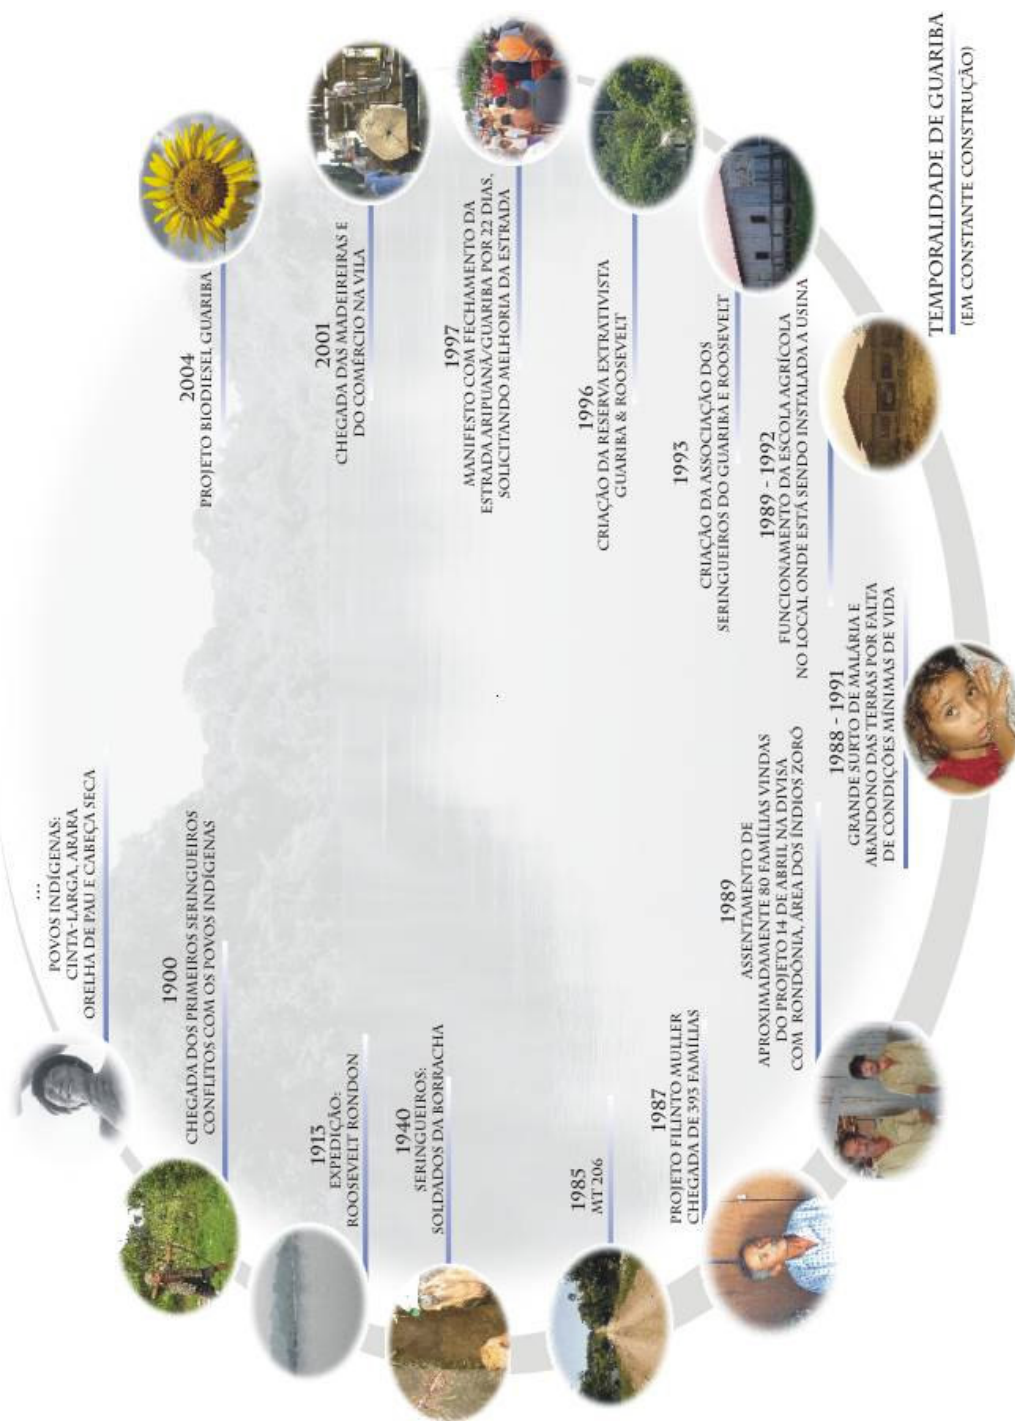 TEMPORALIDADE DE GUARIBA
(EM CONSTANTE CONSTRUÇÃO)
...
POVOS INDÍGENAS:
CINTA-LARGA, ARARA
ORELHA DE PAU E CABEÇA SECA
1900
CHEGADA DOS PRIMEIROS SERINGUEIROS
CONFLITOS COM OS POVOS INDÍGENAS
1913
EXPEDIÇÃO:
ROOSEVELT RONDON
1940
SERINGUEIROS:
SOLDADOS DA BORRACHA
1985
MT 206
1987
PROJETO FILINTO MULLER
CHEGADA DE 393 FAMÍLIAS
1989
ASSENTAMENTO DE
APROXIMADAMENTE 80 FAMÍLIAS VINDAS
DO PROJETO 14 DE ABRIL NA DIVISA
COM RONDÔNIA, ÁREA DOS ÍNDIOS ZORÓ
1988 - 1991
GRANDE SURTO DE MALÁRIA E
ABANDONO DAS TERRAS POR FALTA
DE CONDIÇÕES MÍNIMAS DE VIDA
1989 - 1992
FUNCIONAMENTO DA ESCOLA AGRÍCOLA
NO LOCAL ONDE ESTÁ SENDO INSTALADA A USINA
1993
CRIAÇÃO DA ASSOCIAÇÃO DOS
SERINGUEIROS DO GUARIBA E ROOSEVELT
1996
CRIAÇÃO DA RESERVA EXTRATIVISTA
GUARIBA & ROOSEVELT
1997
MANIFESTO COM FECHAMENTO DA
ESTRADA ARIPUANÃ/GUARIBA POR 22 DIAS,
SOLICITANDO MELHORIA DA ESTRADA
2001
CHEGADA DAS MADEIREIRAS E
DO COMÉRCIO NA VILA
2004
PROJETO BIODIESEL GUARIBA